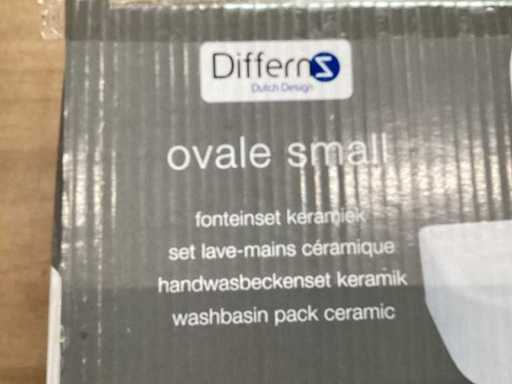 Differnz
Dutch Design
ovale small
fonteinset keramiek
set lave-mains céramique
handwasbeckenset keramik
washbasin pack ceramic